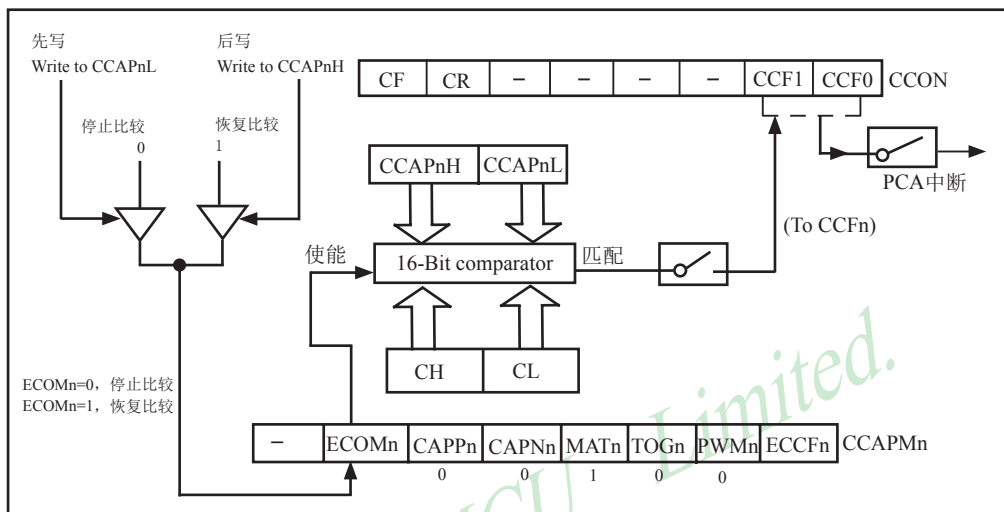 先写
Write to CCAPnL
后写
Write to CCAPnH
停止比较
0
恢复比较
1
CF CR – – – – CCF1 CCF0 CCON
PCA中断
CCAPnH CCAPnL
(To CCFn)
使能
16-Bit comparator
匹配
CH CL
ECOMn=0，停止比较
ECOMn=1，恢复比较
– ECOMn CAPPn CAPNn MATn TOGn PWMn ECCFn CCAPMn
0 0 1 0 0
MCU Limited.